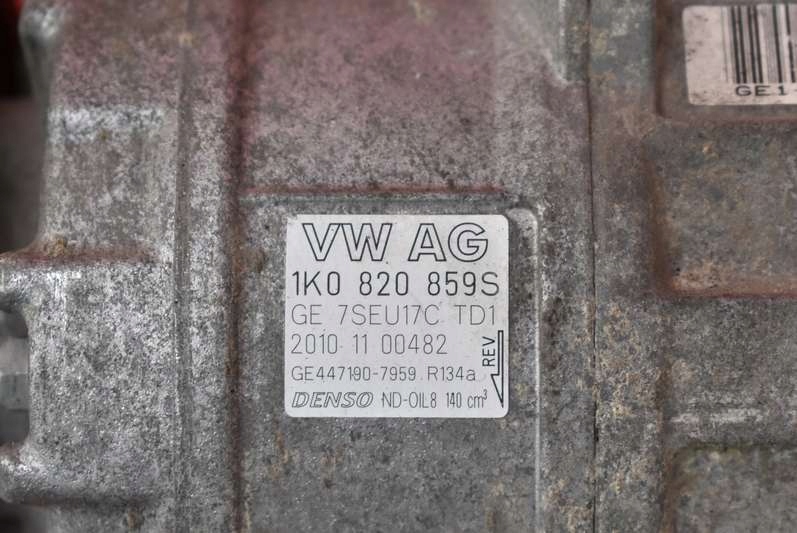 VW AG
1K0 820 859S
GE 7SEU17C TD1
2010 11 00482
REV
GE447190-7959 R134a
DENSO ND-OIL8 140 cm³
GE1